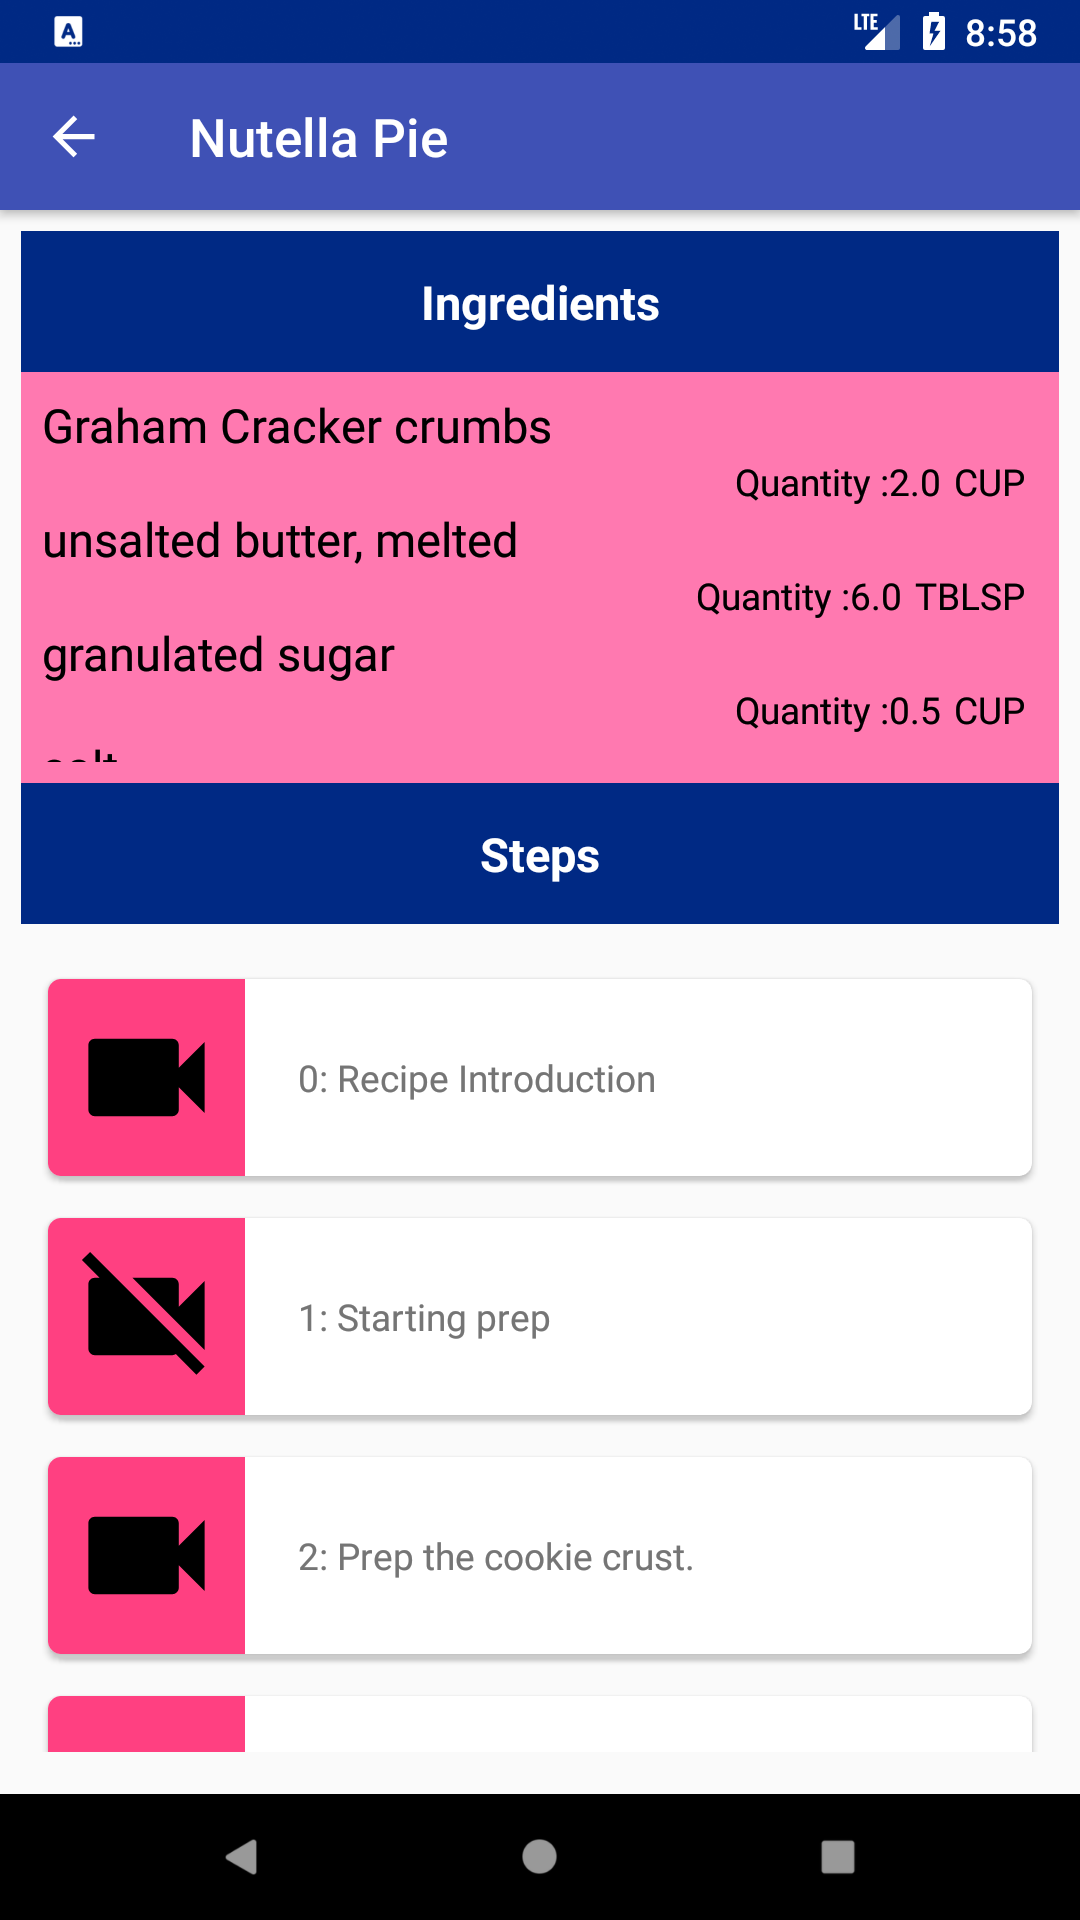 A
LTE 8:58
Nutella Pie
Ingredients
Graham Cracker crumbs
Quantity :2.0 CUP
unsalted butter, melted
Quantity :6.0 TBLSP
granulated sugar
Quantity :0.5 CUP
Steps
0: Recipe Introduction
1: Starting prep
2: Prep the cookie crust.